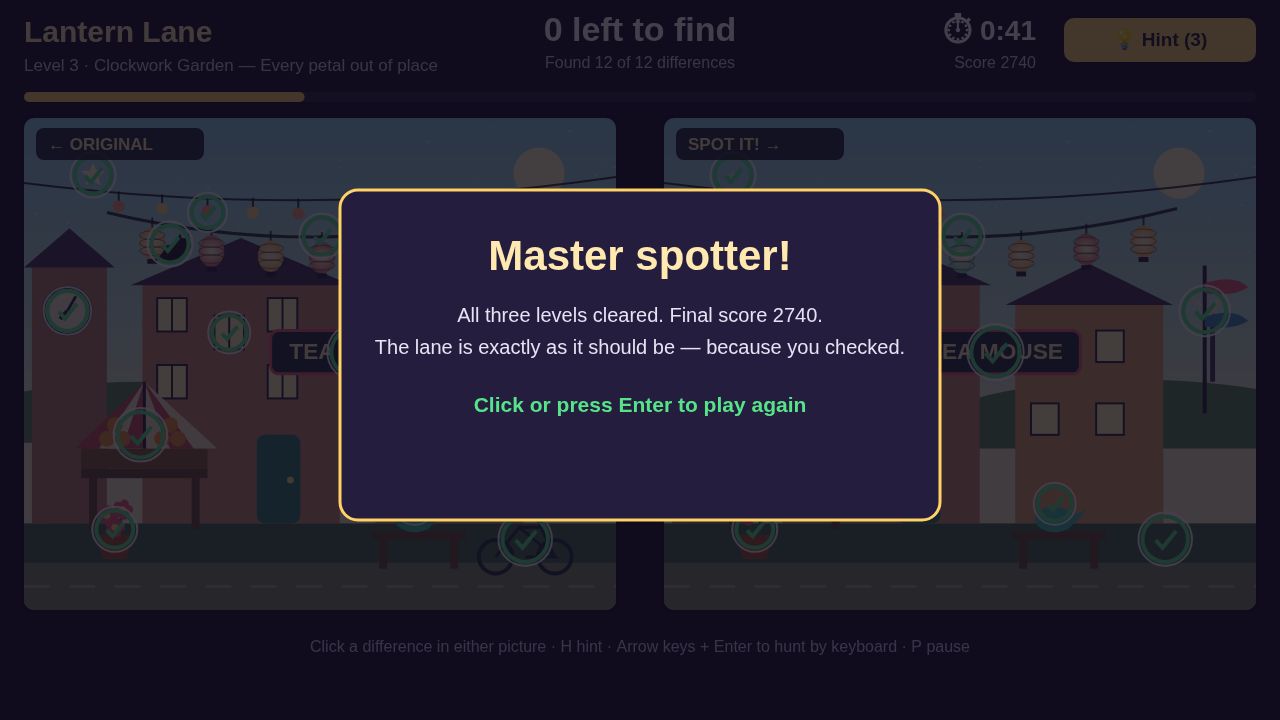 Lantern Lane
Level 3 · Clockwork Garden — Every petal out of place
0 left to find
Found 12 of 12 differences
0:41
Score 2740
Hint (3)
← ORIGINAL
SPOT IT! →
TEA
EA MOUSE
Master spotter!
All three levels cleared. Final score 2740.
The lane is exactly as it should be — because you checked.
Click or press Enter to play again
Click a difference in either picture · H hint · Arrow keys + Enter to hunt by keyboard · P pause